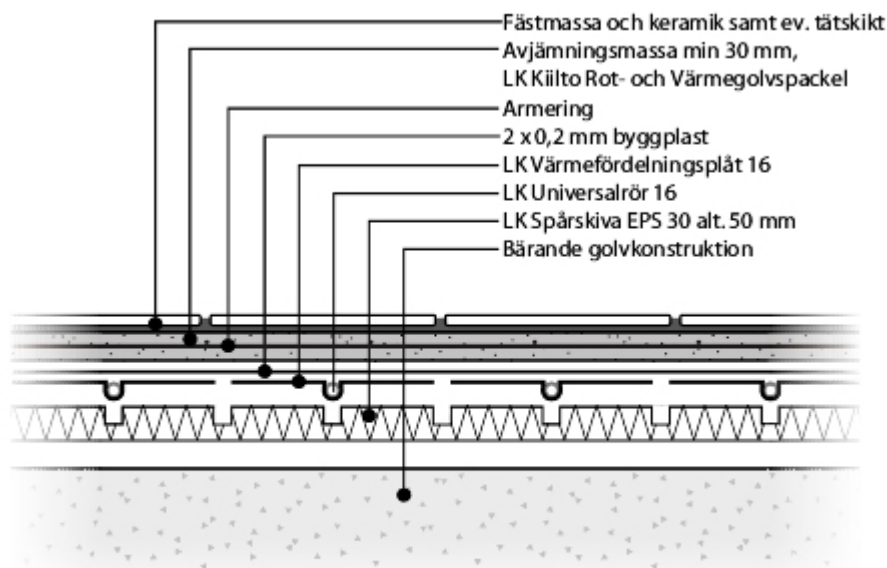 Fästmassa och keramik samt ev. tätskikt
Avjämningsmassa min 30 mm,
LK Kiilto Rot- och Värmegolvspackel
Armering
2 x 0,2 mm byggplast
LK Värmefördelningsplåt 16
LK Universalrör 16
LK Spårskiva EPS 30 alt. 50 mm
Bärande golvkonstruktion